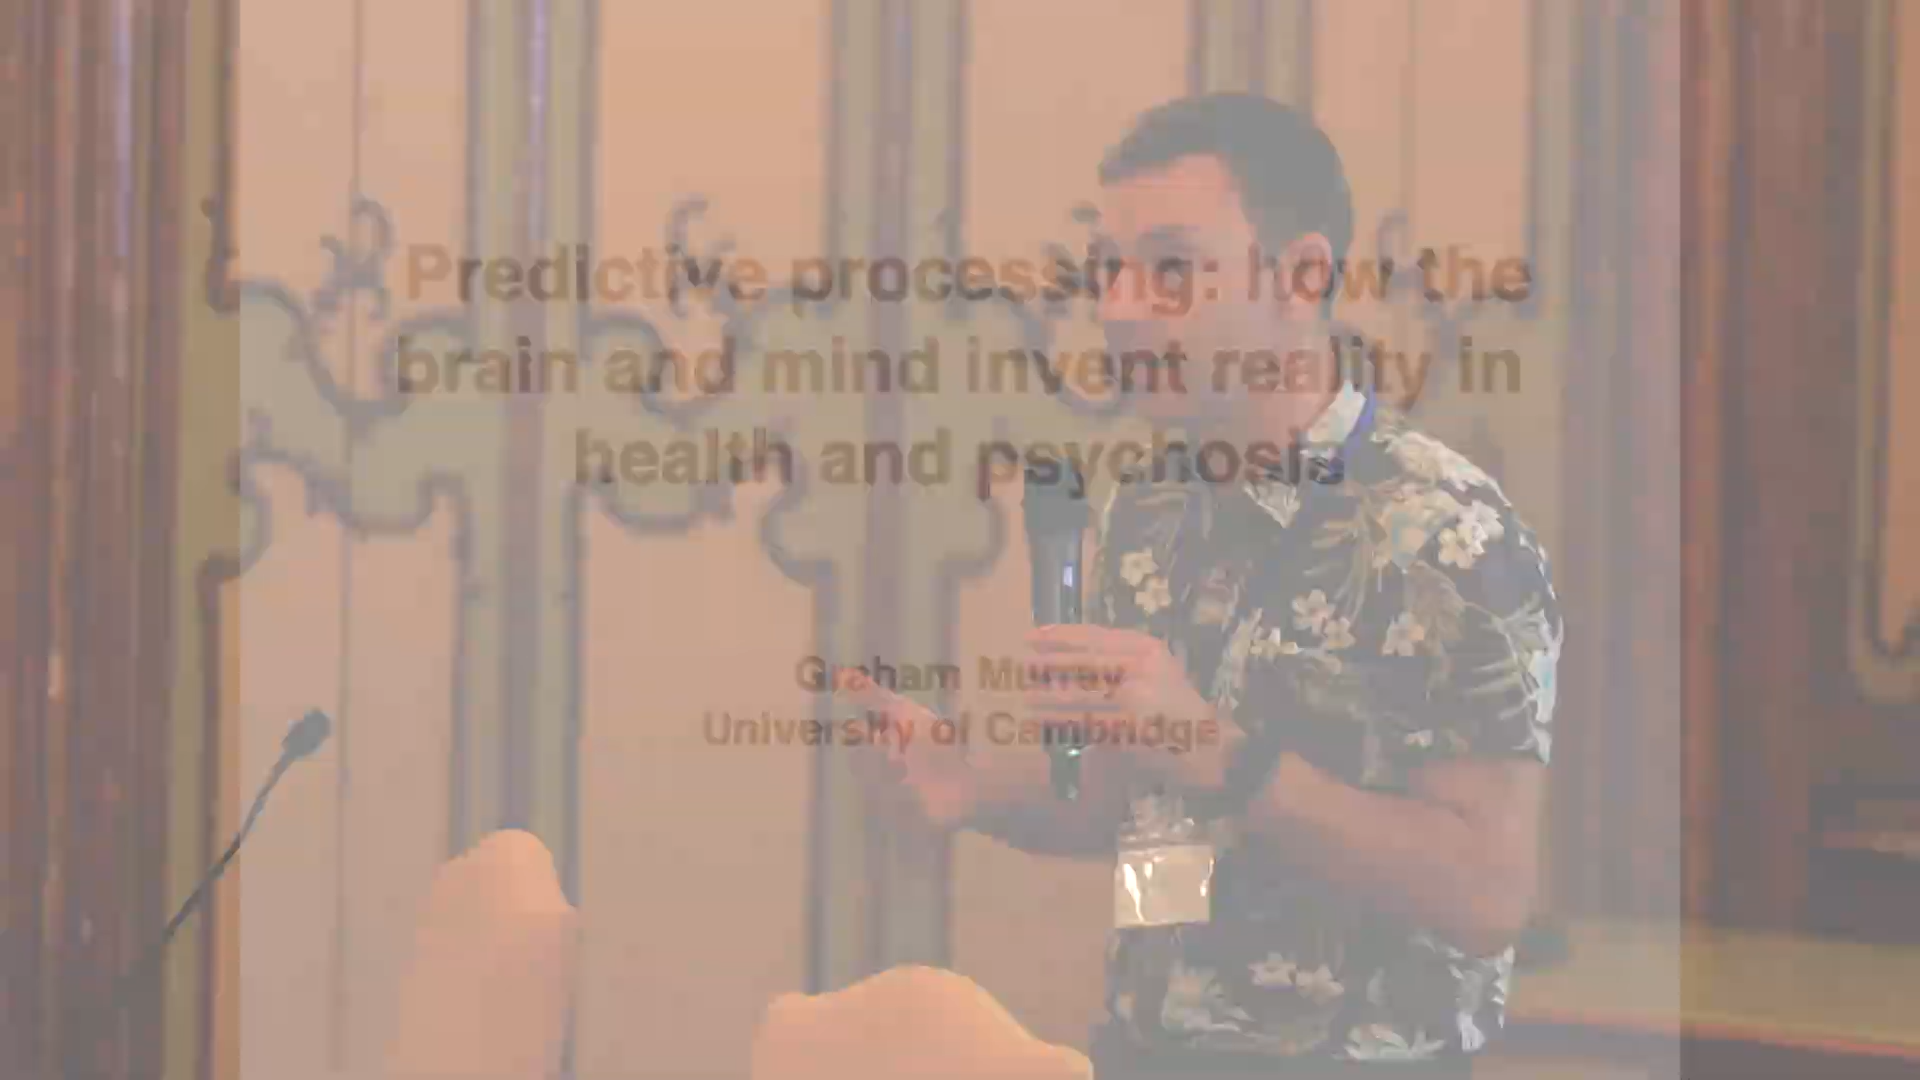 Predictive processing: how the
brain and mind invent reality in
health and psychosis
Graham Murray
University of Cambridge